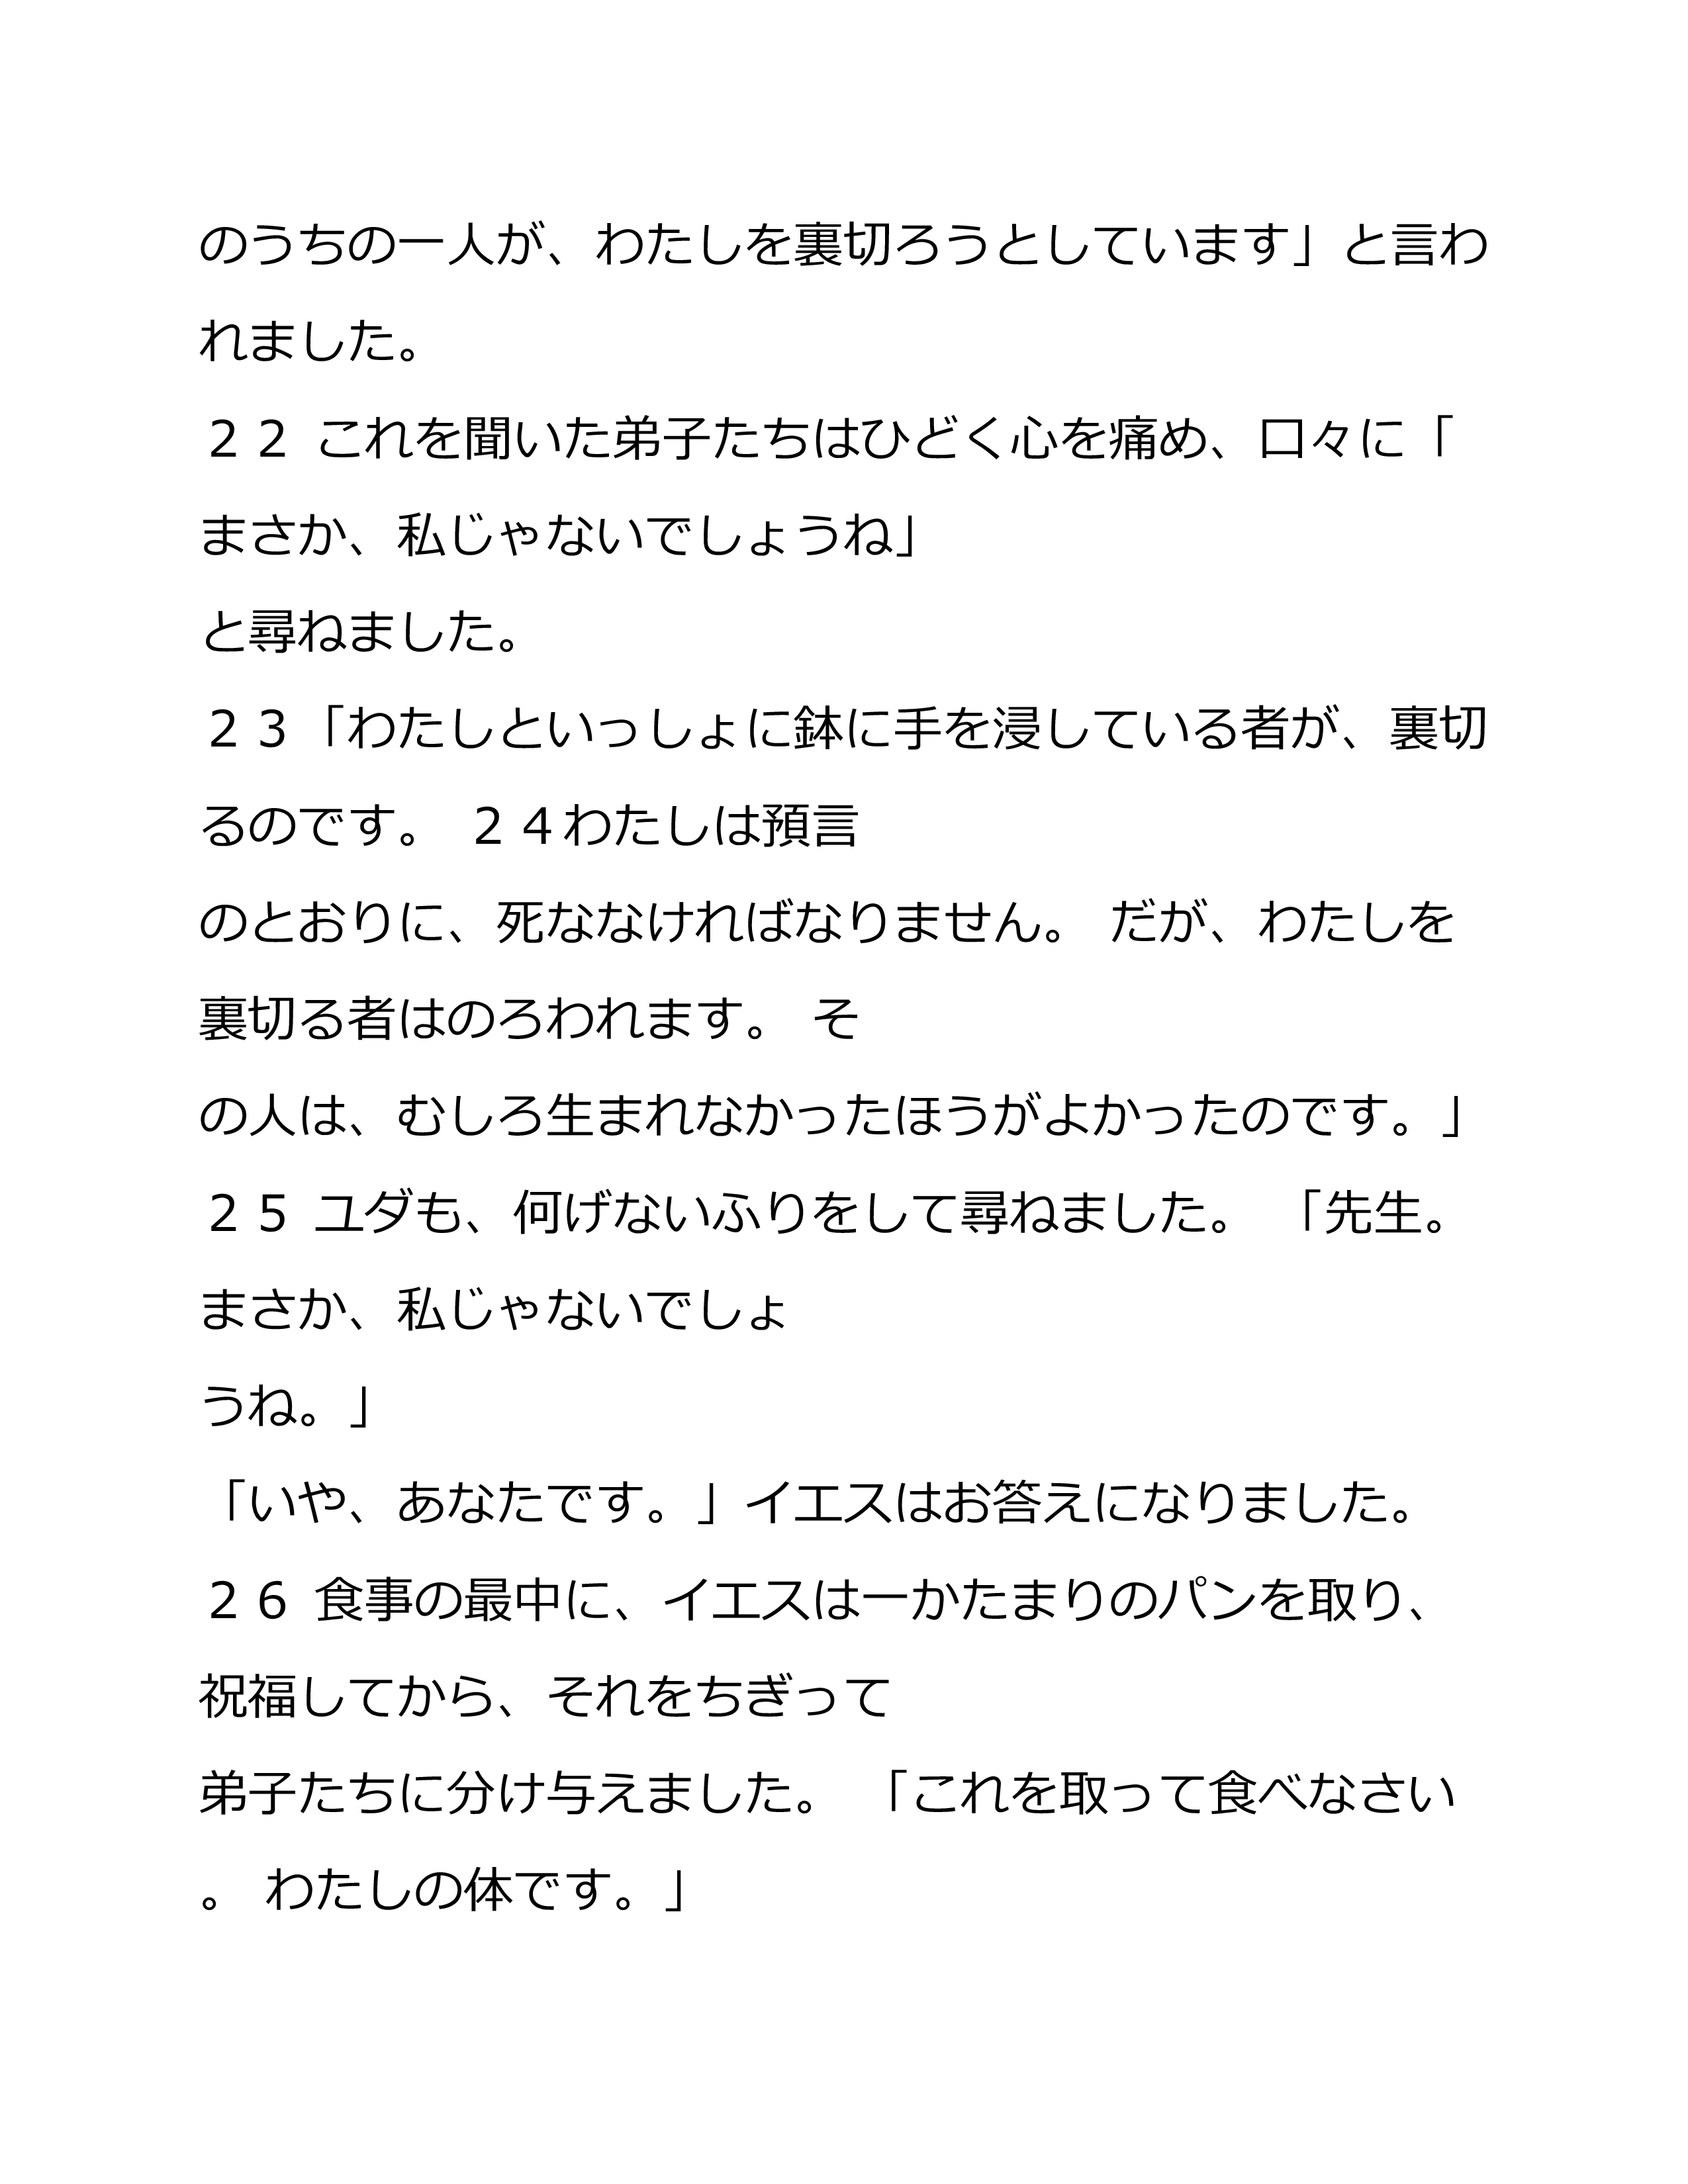 のうちの一人が、わたしを裏切ろうとしています」と言わ
れました。
２２ これを聞いた弟子たちはひどく心を痛め、口々に「
まさか、私じゃないでしょうね」
と尋ねました。
２３「わたしといっしょに鉢に手を浸している者が、裏切
るのです。 ２４わたしは預言
のとおりに、死ななければなりません。 だが、わたしを
裏切る者はのろわれます。 そ
の人は、むしろ生まれなかったほうがよかったのです。」
２５ ユダも、何げないふりをして尋ねました。 「先生。
まさか、私じゃないでしょ
うね。」
「いや、あなたです。」イエスはお答えになりました。
２６ 食事の最中に、イエスは一かたまりのパンを取り、
祝福してから、それをちぎって
弟子たちに分け与えました。 「これを取って食べなさい
。 わたしの体です。」